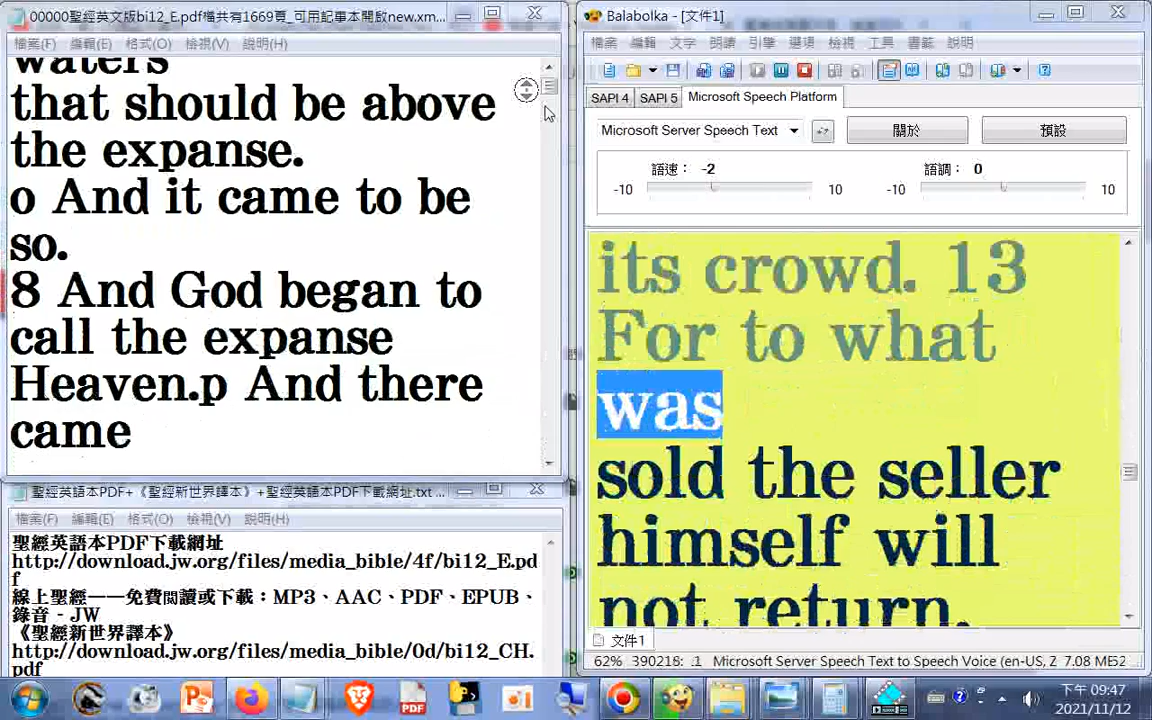 00000聖經英文版bi12_E.pdf檔共有1669頁_可用記事本開啟new.xm...
檔案(F) 編輯(E) 格式(O) 檢視(V) 說明(H)
waters
that should be above
the expanse.
o And it came to be
so.
8 And God began to
call the expanse
Heaven.p And there
came
聖經英語本PDF+《聖經新世界譯本》+聖經英語本PDF下載網址.txt ...
檔案(F) 編輯(E) 格式(O) 檢視(V) 說明(H)
聖經英語本PDF下載網址
http://download.jw.org/files/media_bible/4f/bi12_E.pd
f
線上聖經——免費閱讀或下載：MP3、AAC、PDF、EPUB、
錄音 - JW
《聖經新世界譯本》
http://download.jw.org/files/media_bible/0d/bi12_CH.
pdf
Balabolka - [文件1]
檔案 編輯 文字 朗讀 引擎 選項 檢視 工具 書籤 說明
SAPI 4 SAPI 5 Microsoft Speech Platform
Microsoft Server Speech Text 關於 預設
語速： -2 語調： 0
-10 10 -10 10
its crowd. 13
For to what
was
sold the seller
himself will
not return.
文件1
62% 390218: .1 Microsoft Server Speech Text to Speech Voice (en-US, Z 7.08 MB52
PDF
下午 09:47
2021/11/12